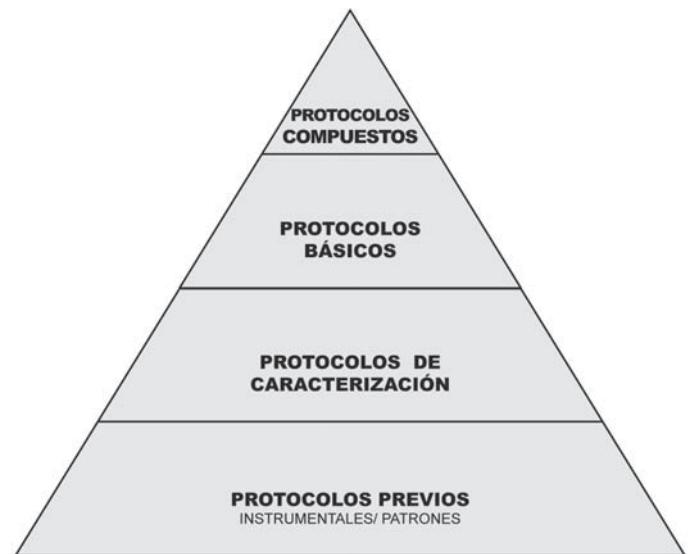 PROTOCOLOS
COMPUESTOS
PROTOCOLOS
BÁSICOS
PROTOCOLOS DE
CARACTERIZACIÓN
PROTOCOLOS PREVIOS
INSTRUMENTALES/ PATRONES